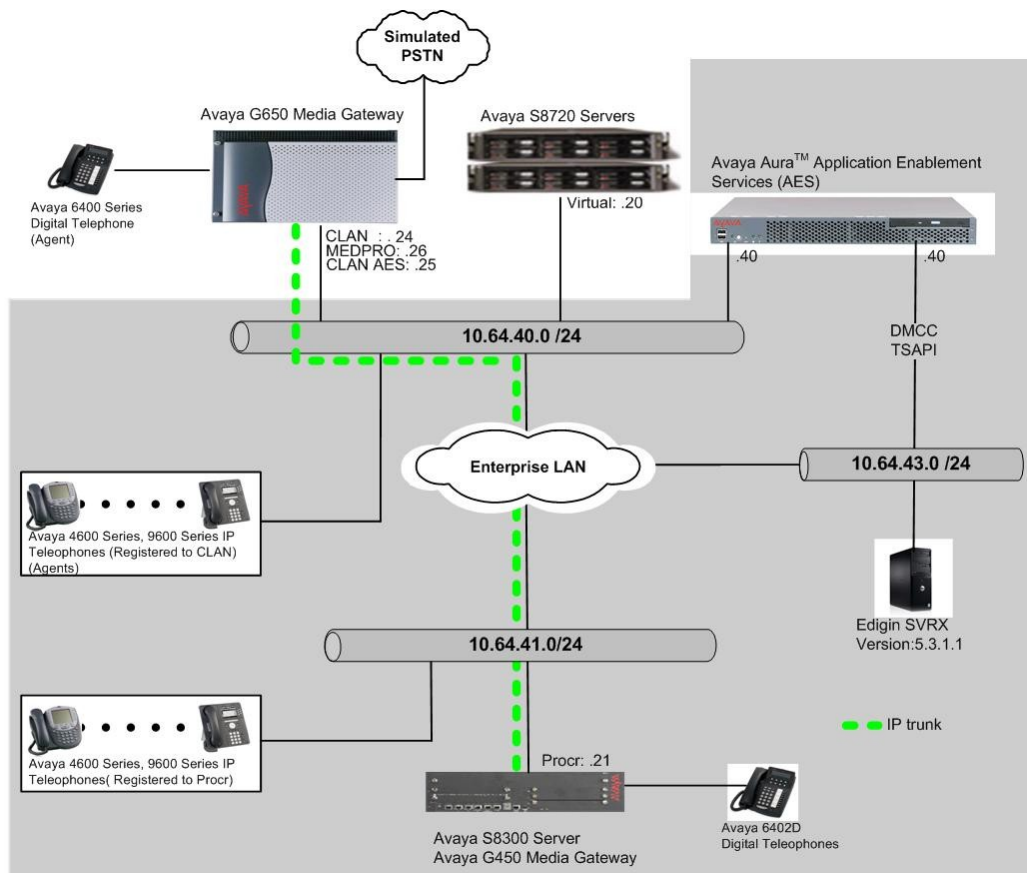 Simulated
PSTN
Avaya G650 Media Gateway
Avaya S8720 Servers
Virtual: .20
Avaya Aura™ Application Enablement
Services (AES)
AVAYA
.40
.40
Avaya 6400 Series
Digital Telephone
(Agent)
CLAN : . 24
MEDPRO: .26
CLAN AES: .25
10.64.40.0 /24
DMCC
TSAPI
Enterprise LAN
10.64.43.0 /24
Avaya 4600 Series, 9600 Series IP
Teleophones (Registered to CLAN)
(Agents)
Edigin SVRX
Version:5.3.1.1
10.64.41.0/24
IP trunk
Avaya 4600 Series, 9600 Series IP
Teleophones( Registered to Procr)
Procr: .21
Avaya S8300 Server
Avaya G450 Media Gateway
Avaya 6402D
Digital Teleophones